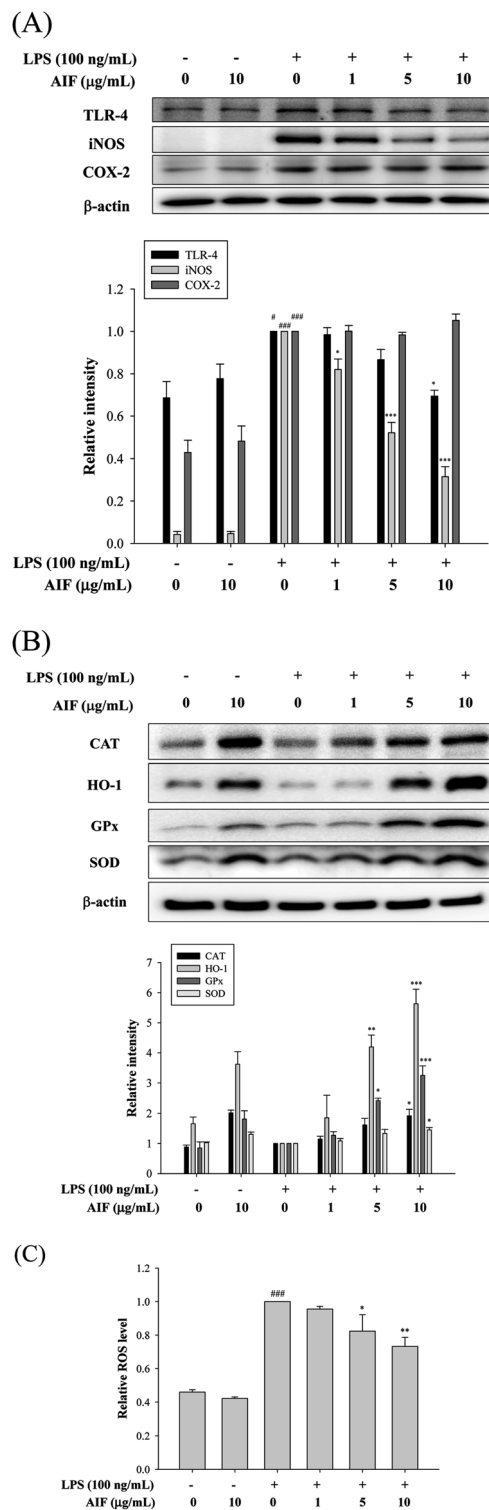 (A)
LPS (100 ng/mL) - - + + + +
AIF (μg/mL) 0 10 0 1 5 10
TLR-4
iNOS
COX-2
β-actin
TLR-4
iNOS
COX-2
Relative intensity
1.0
0.8
0.6
0.4
0.2
0.0
# ### ###
* *** * ***
LPS (100 ng/mL) - - + + + +
AIF (μg/mL) 0 10 0 1 5 10
(B)
LPS (100 ng/mL) - - + + + +
AIF (μg/mL) 0 10 0 1 5 10
CAT
HO-1
GPx
SOD
β-actin
CAT
HO-1
GPx
SOD
Relative intensity
7
6
5
4
3
2
1
0
** * * *** *** *
LPS (100 ng/mL) - - + + + +
AIF (μg/mL) 0 10 0 1 5 10
(C)
Relative ROS level
1.2
1.0
0.8
0.6
0.4
0.2
0.0
### * **
LPS (100 ng/mL) - - + + + +
AIF (μg/mL) 0 10 0 1 5 10